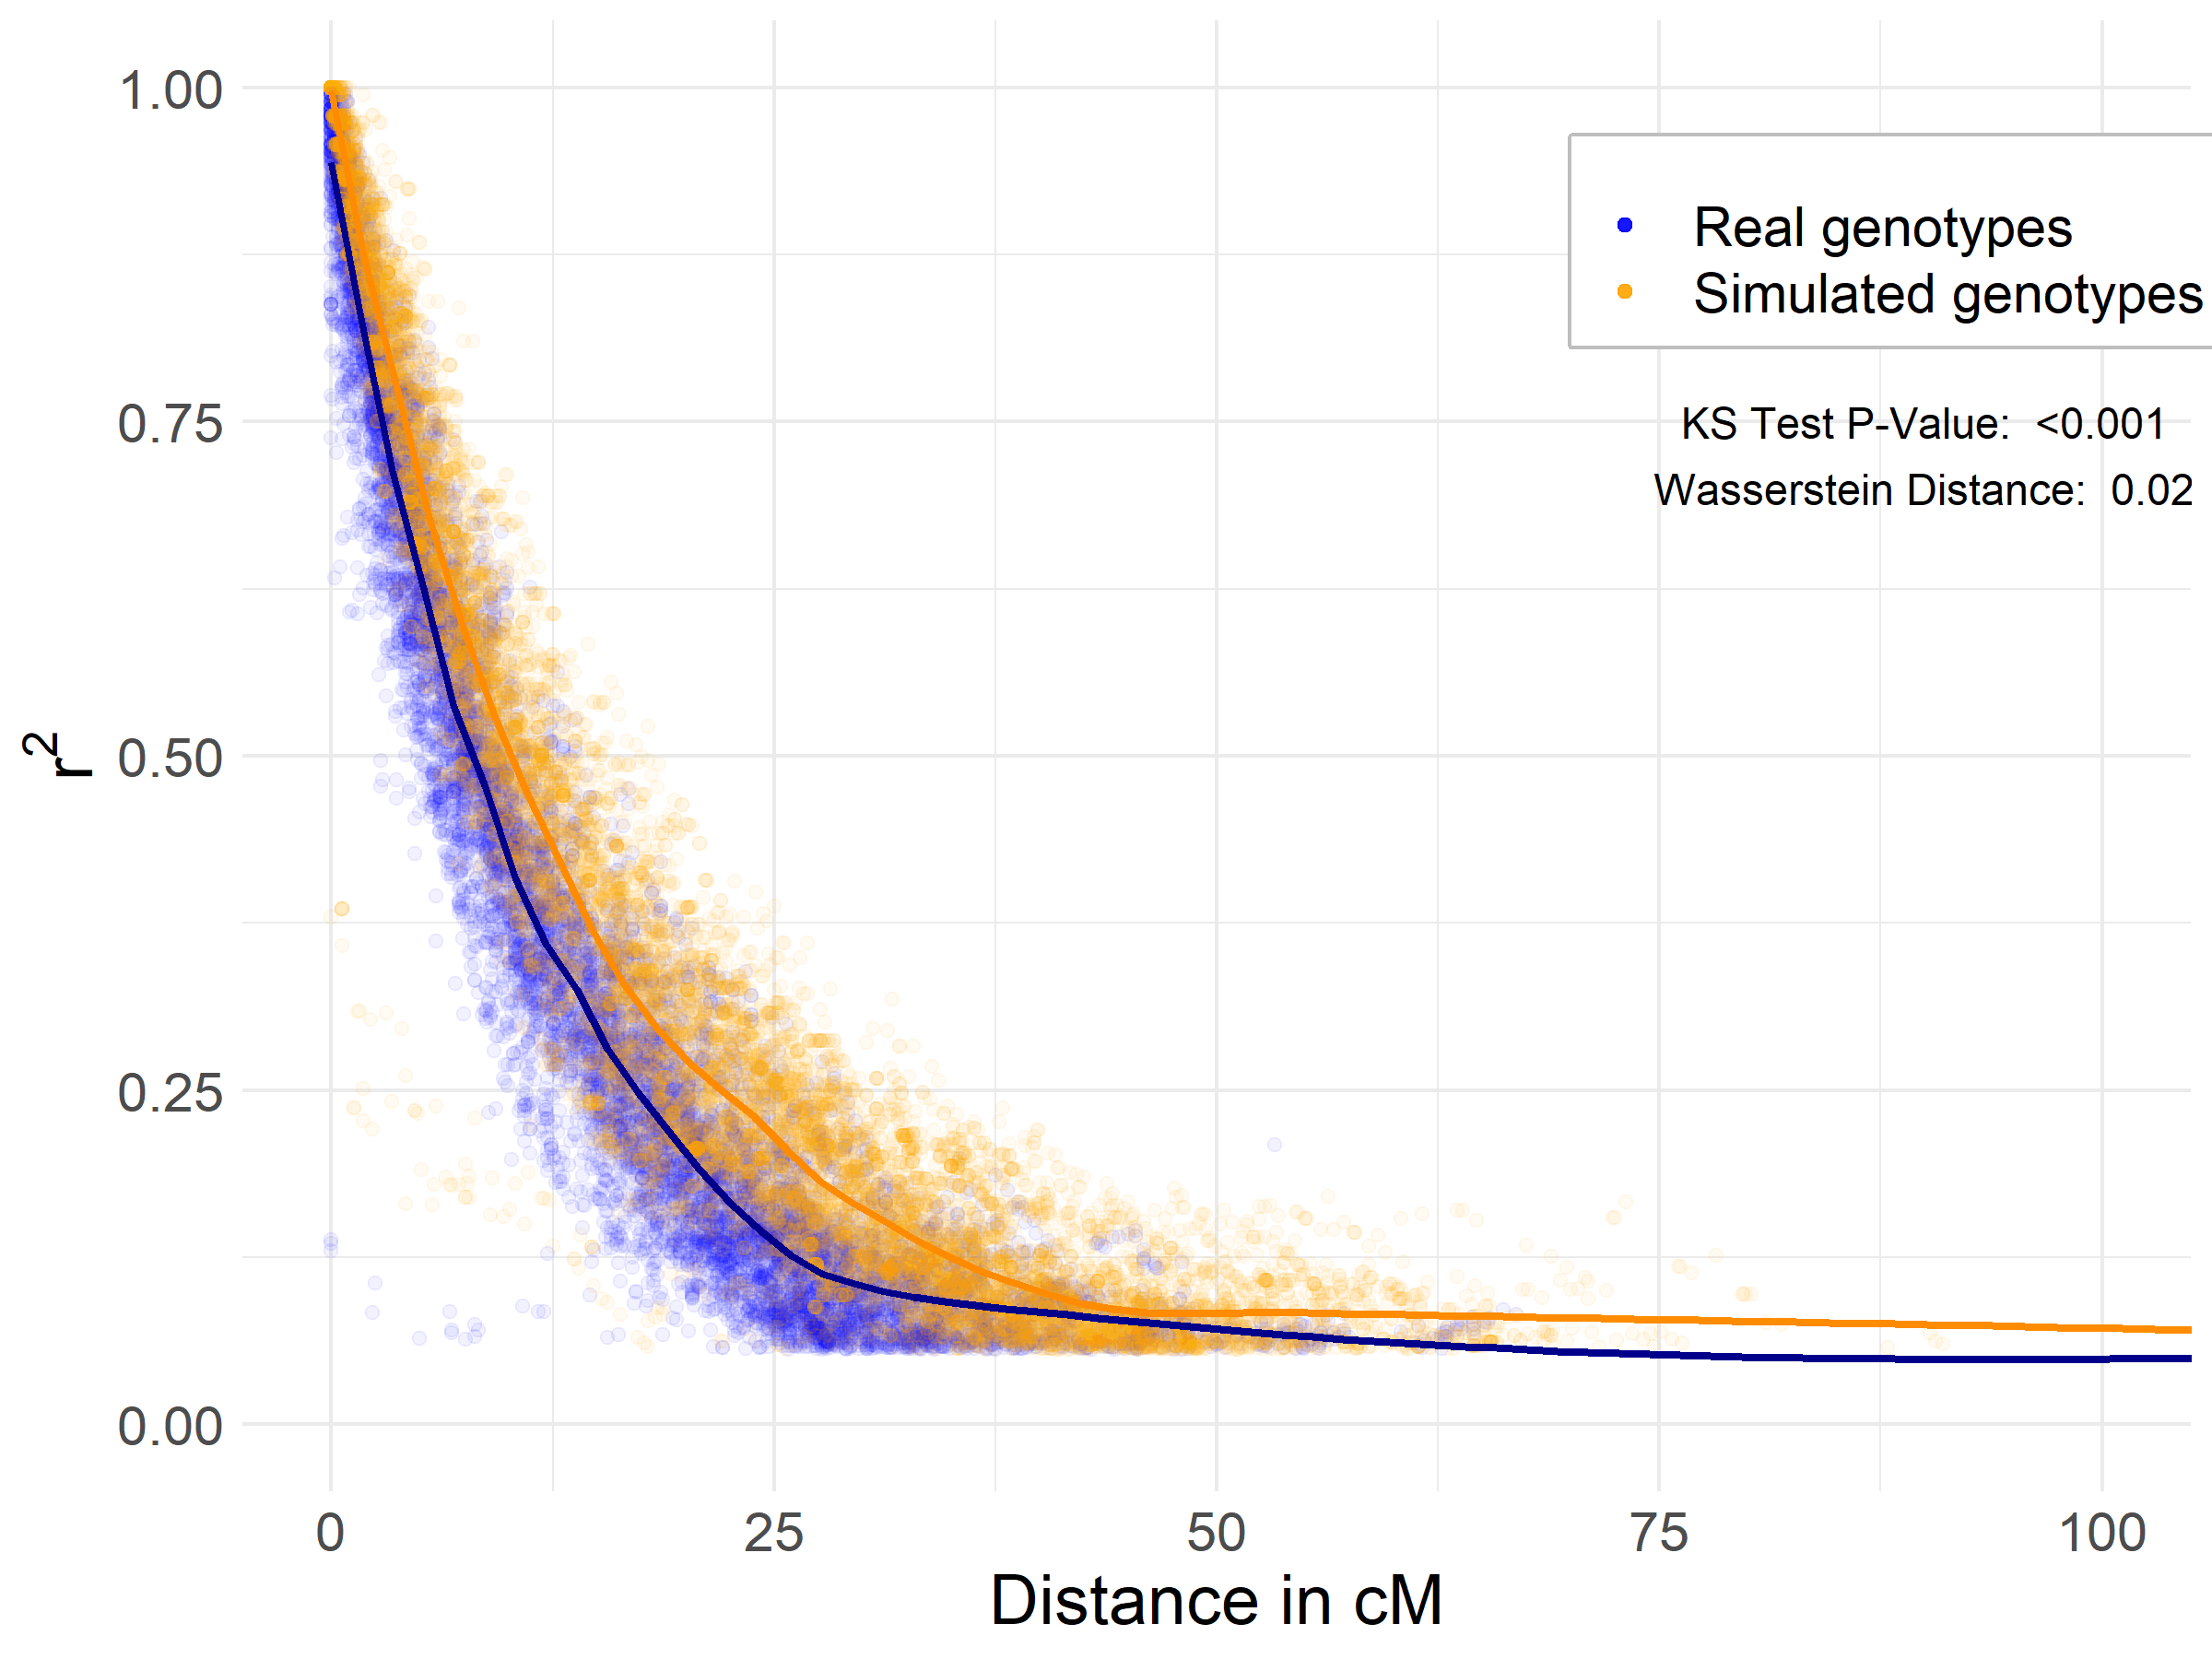 1.00
0.75
0.50
0.25
0.00
r²
Real genotypes
Simulated genotypes
KS Test P-Value: <0.001
Wasserstein Distance: 0.02
0 25 50 75 100
Distance in cM